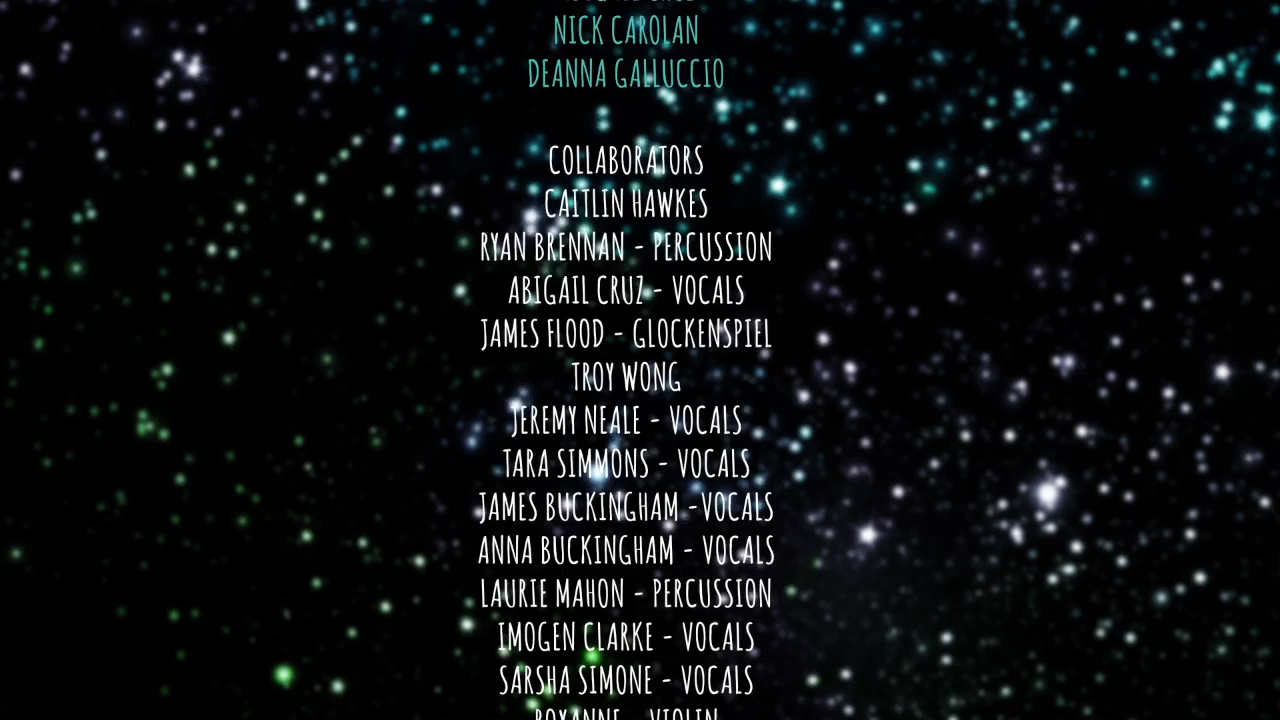 NICK CAROLAN
DEANNA GALLUCCIO
COLLABORATORS
CAITLIN HAWKES
RYAN BRENNAN - PERCUSSION
ABIGAIL CRUZ - VOCALS
JAMES FLOOD - GLOCKENSPIEL
TROY WONG
JEREMY NEALE - VOCALS
TARA SIMMONS - VOCALS
JAMES BUCKINGHAM -VOCALS
ANNA BUCKINGHAM - VOCALS
LAURIE MAHON - PERCUSSION
IMOGEN CLARKE - VOCALS
SARSHA SIMONE - VOCALS
ROXANNE - VIOLIN